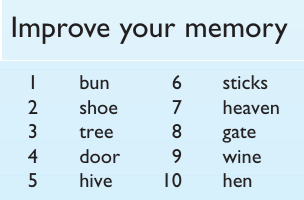 Improve your memory
1 bun 6 sticks
2 shoe 7 heaven
3 tree 8 gate
4 door 9 wine
5 hive 10 hen